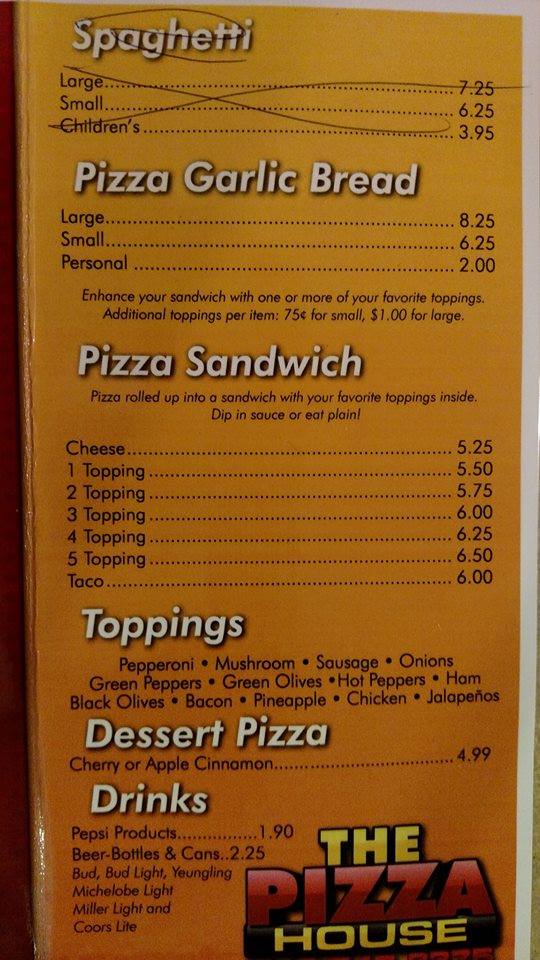 Spaghetti
Large........................................................................ 7.25
Small........................................................................ 6.25
Children's................................................................ 3.95
Pizza Garlic Bread
Large........................................................................ 8.25
Small........................................................................ 6.25
Personal .................................................................. 2.00
Enhance your sandwich with one or more of your favorite toppings.
Additional toppings per item: 75¢ for small, $1.00 for large.
Pizza Sandwich
Pizza rolled up into a sandwich with your favorite toppings inside.
Dip in sauce or eat plain!
Cheese.................................................................... 5.25
1 Topping................................................................ 5.50
2 Topping................................................................ 5.75
3 Topping................................................................ 6.00
4 Topping................................................................ 6.25
5 Topping................................................................ 6.50
Taco........................................................................ 6.00
Toppings
Pepperoni • Mushroom • Sausage • Onions
Green Peppers • Green Olives •Hot Peppers • Ham
Black Olives • Bacon • Pineapple • Chicken • Jalapeños
Dessert Pizza
Cherry or Apple Cinnamon...................................... 4.99
Drinks
Pepsi Products................1.90
Beer-Bottles & Cans..2.25
Bud, Bud Light, Yeungling
Michelobe Light
Miller Light and
Coors Lite
THE
PIZZA
HOUSE